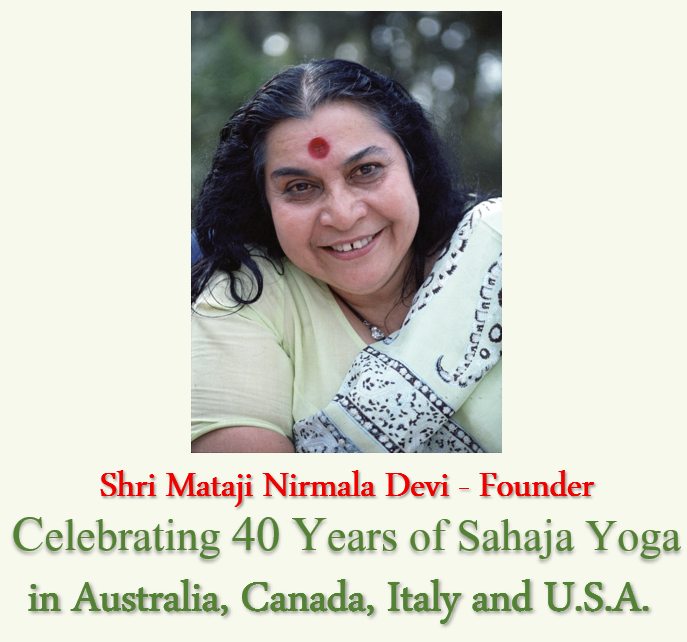 Shri Mataji Nirmala Devi - Founder
Celebrating 40 Years of Sahaja Yoga
in Australia, Canada, Italy and U.S.A.